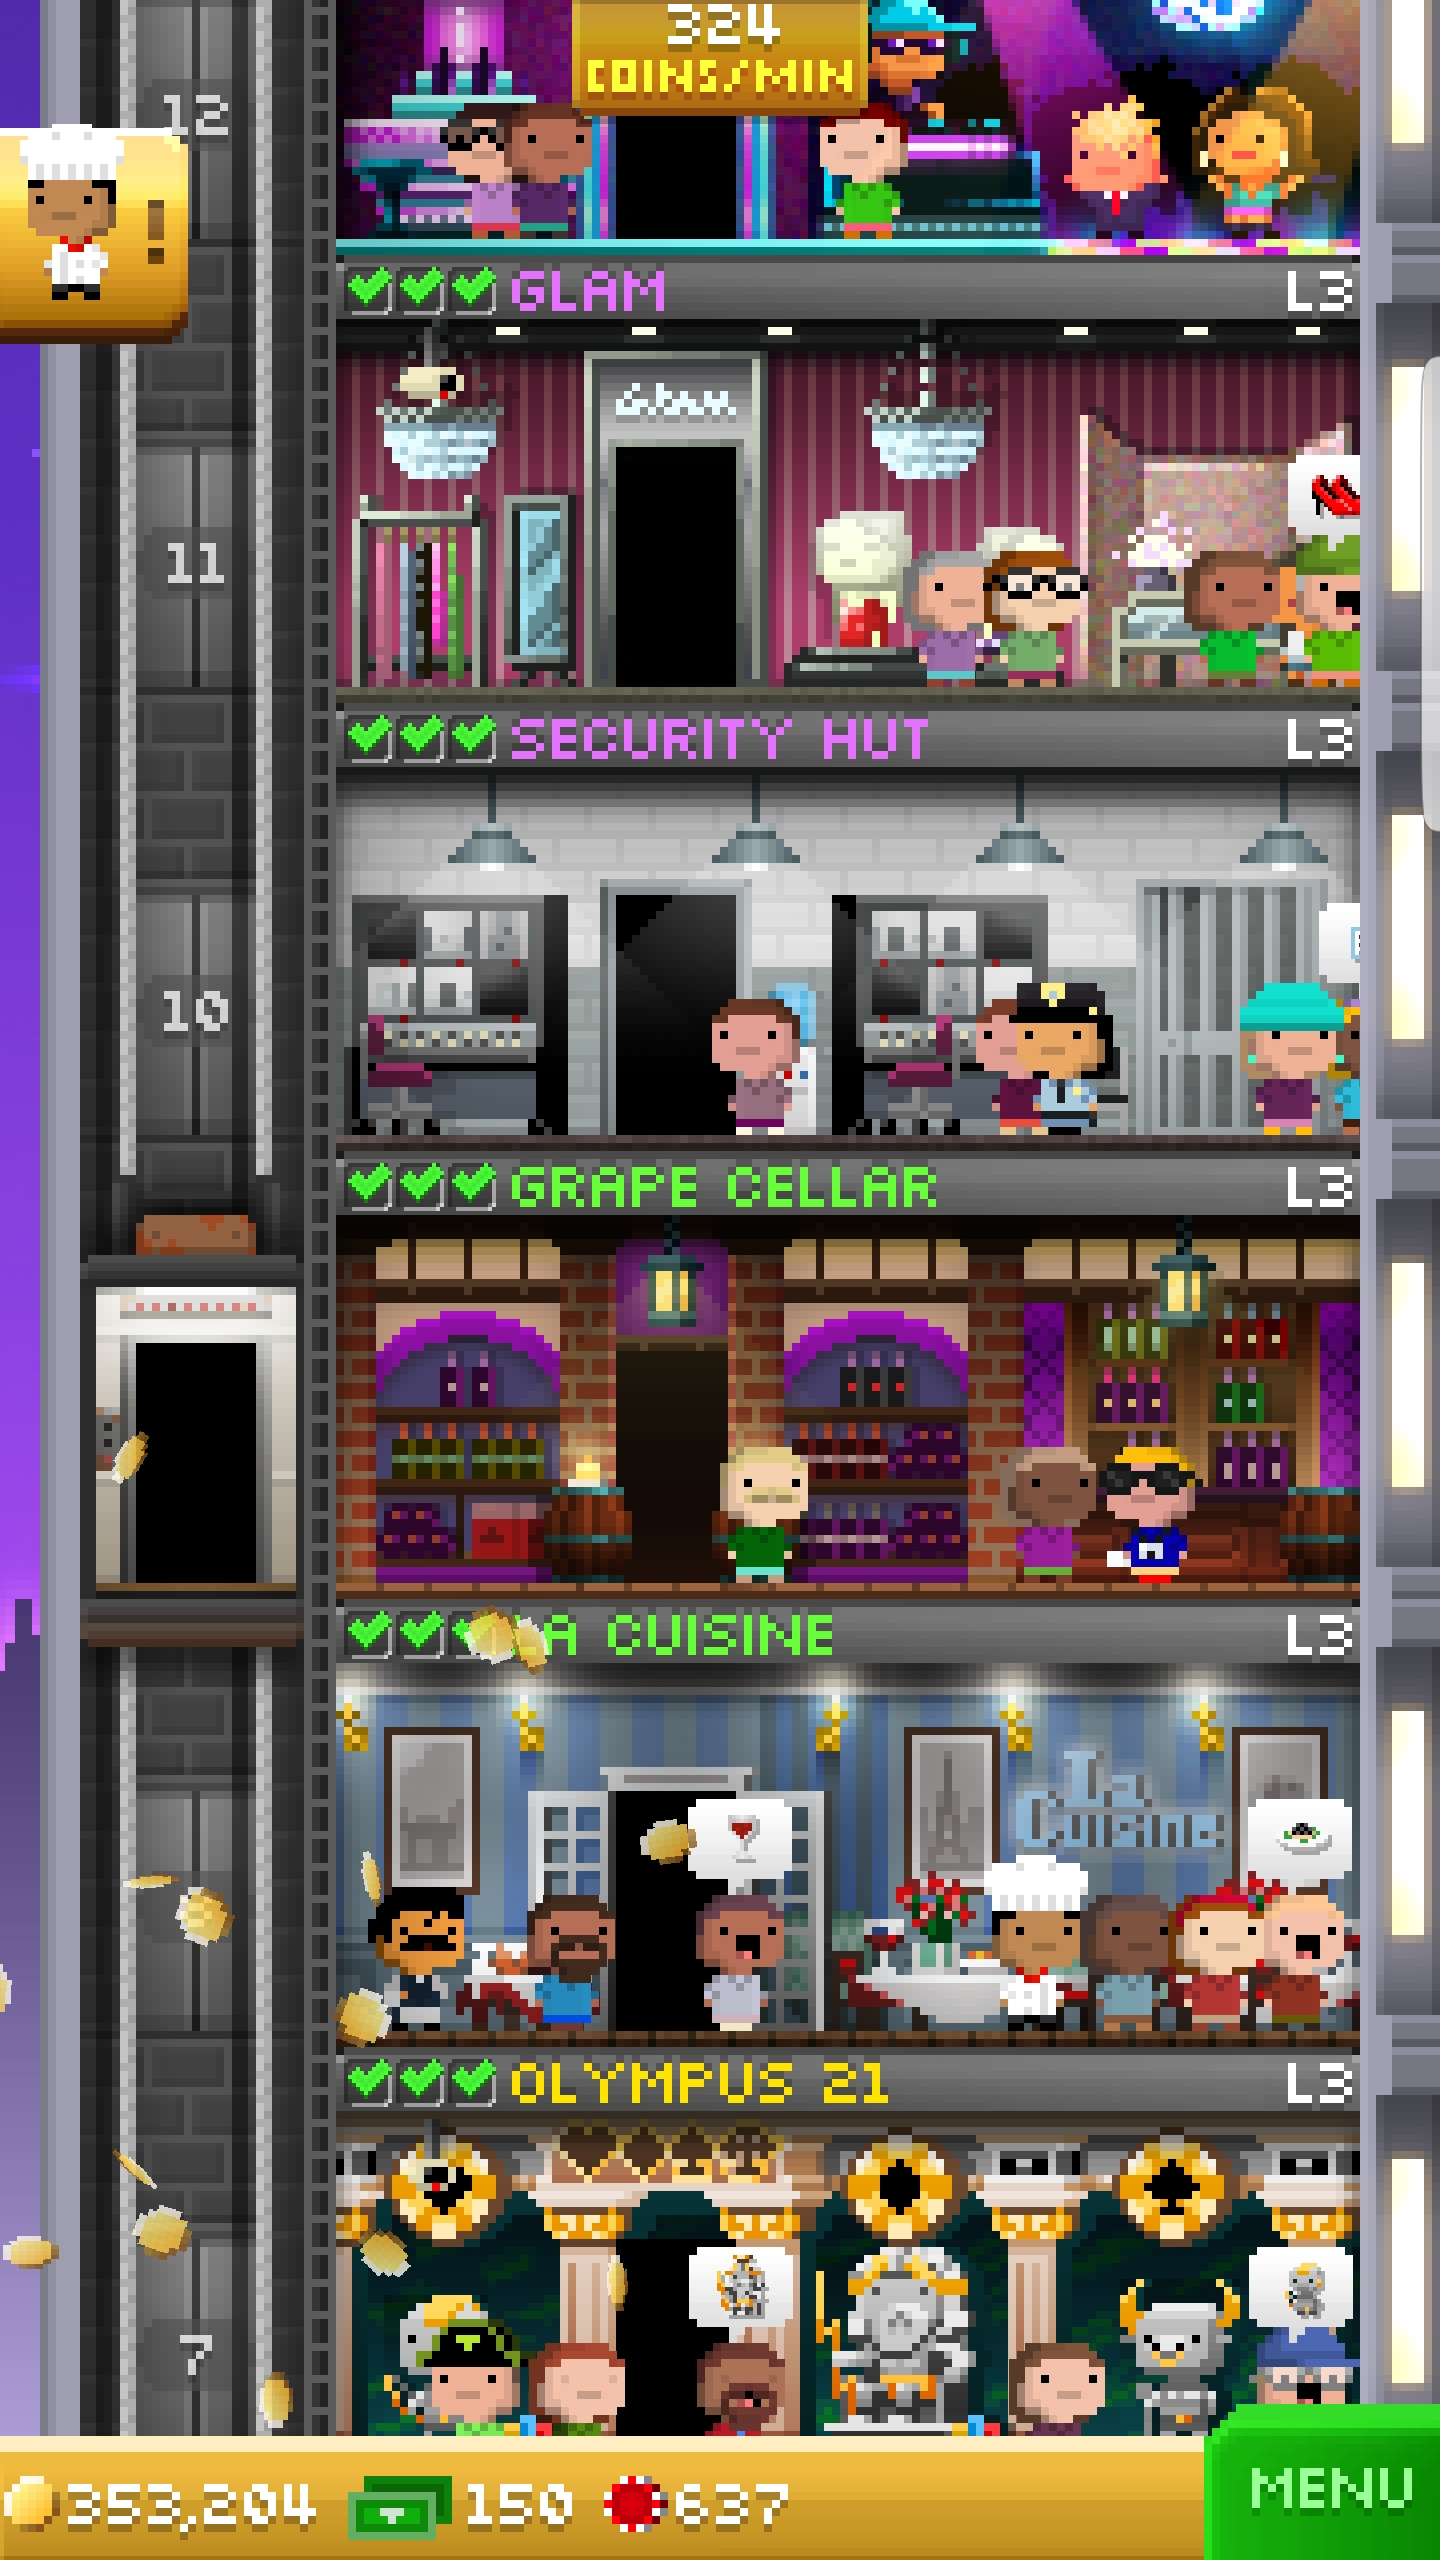 324
COINS/MIN
12
!
GLAM L3
Glam
11
SECURITY HUT L3
10
GRAPE CELLAR L3
LA CUISINE L3
La
Cuisine
OLYMPUS 21 L3
7
353,204 150 637
MENU